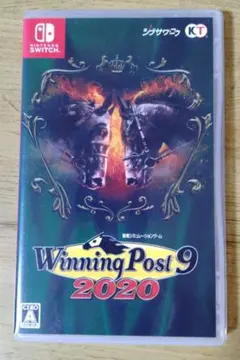 NINTENDO
SWITCH
シブサワ・コウ
KT
競馬シミュレーションゲーム
Winning Post 9
2020
CERO
A